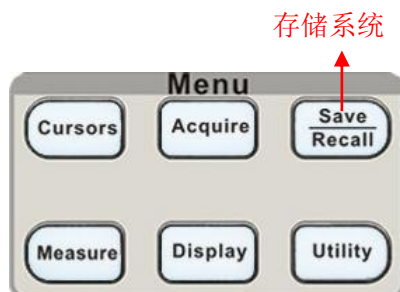 存储系统
Menu
Cursors
Acquire
Save
Recall
Measure
Display
Utility